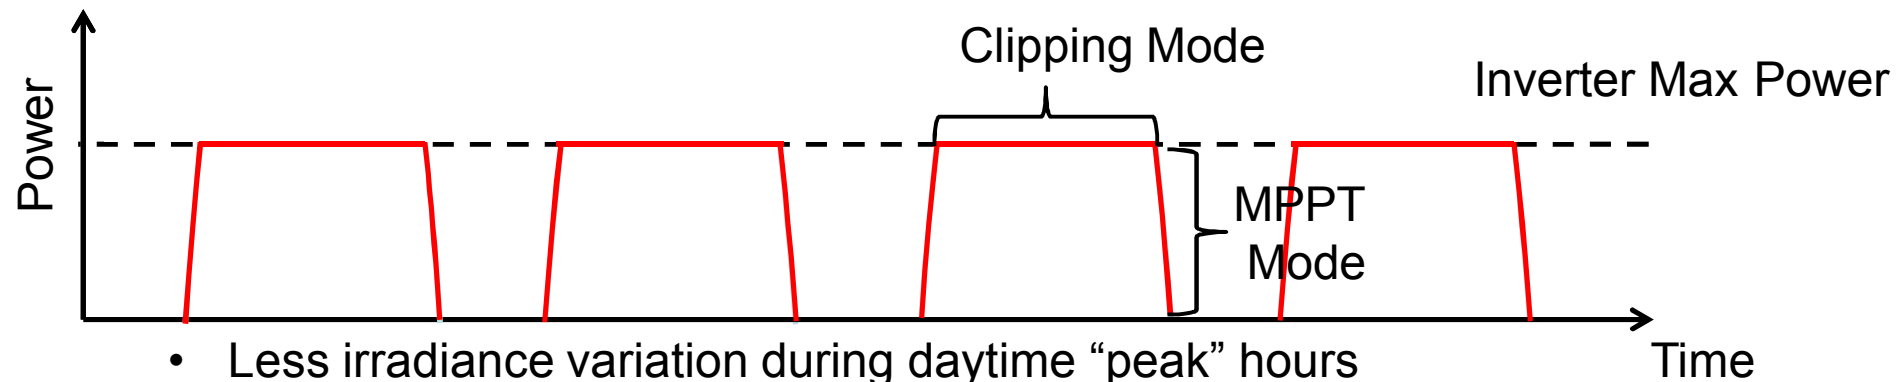 Clipping Mode
Inverter Max Power
Power
MPPT
Mode
• Less irradiance variation during daytime “peak” hours
Time